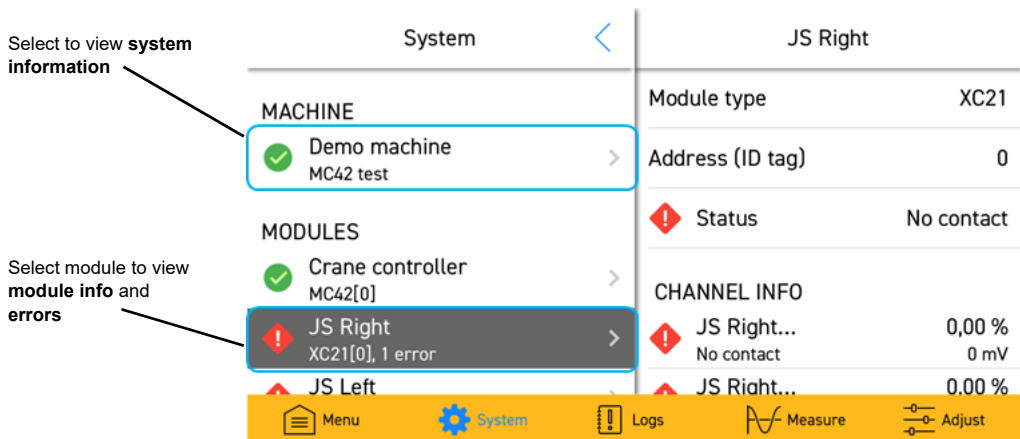 Select to view system
information
System
JS Right
MACHINE
Demo machine
MC42 test
MODULES
Crane controller
MC42[0]
Select module to view
module info and
errors
JS Right
XC21[0], 1 error
JS Left
Module type XC21
Address (ID tag) 0
Status No contact
CHANNEL INFO
JS Right... 0,00 %
No contact 0 mV
JS Right... 0.00 %
Menu System Logs Measure Adjust